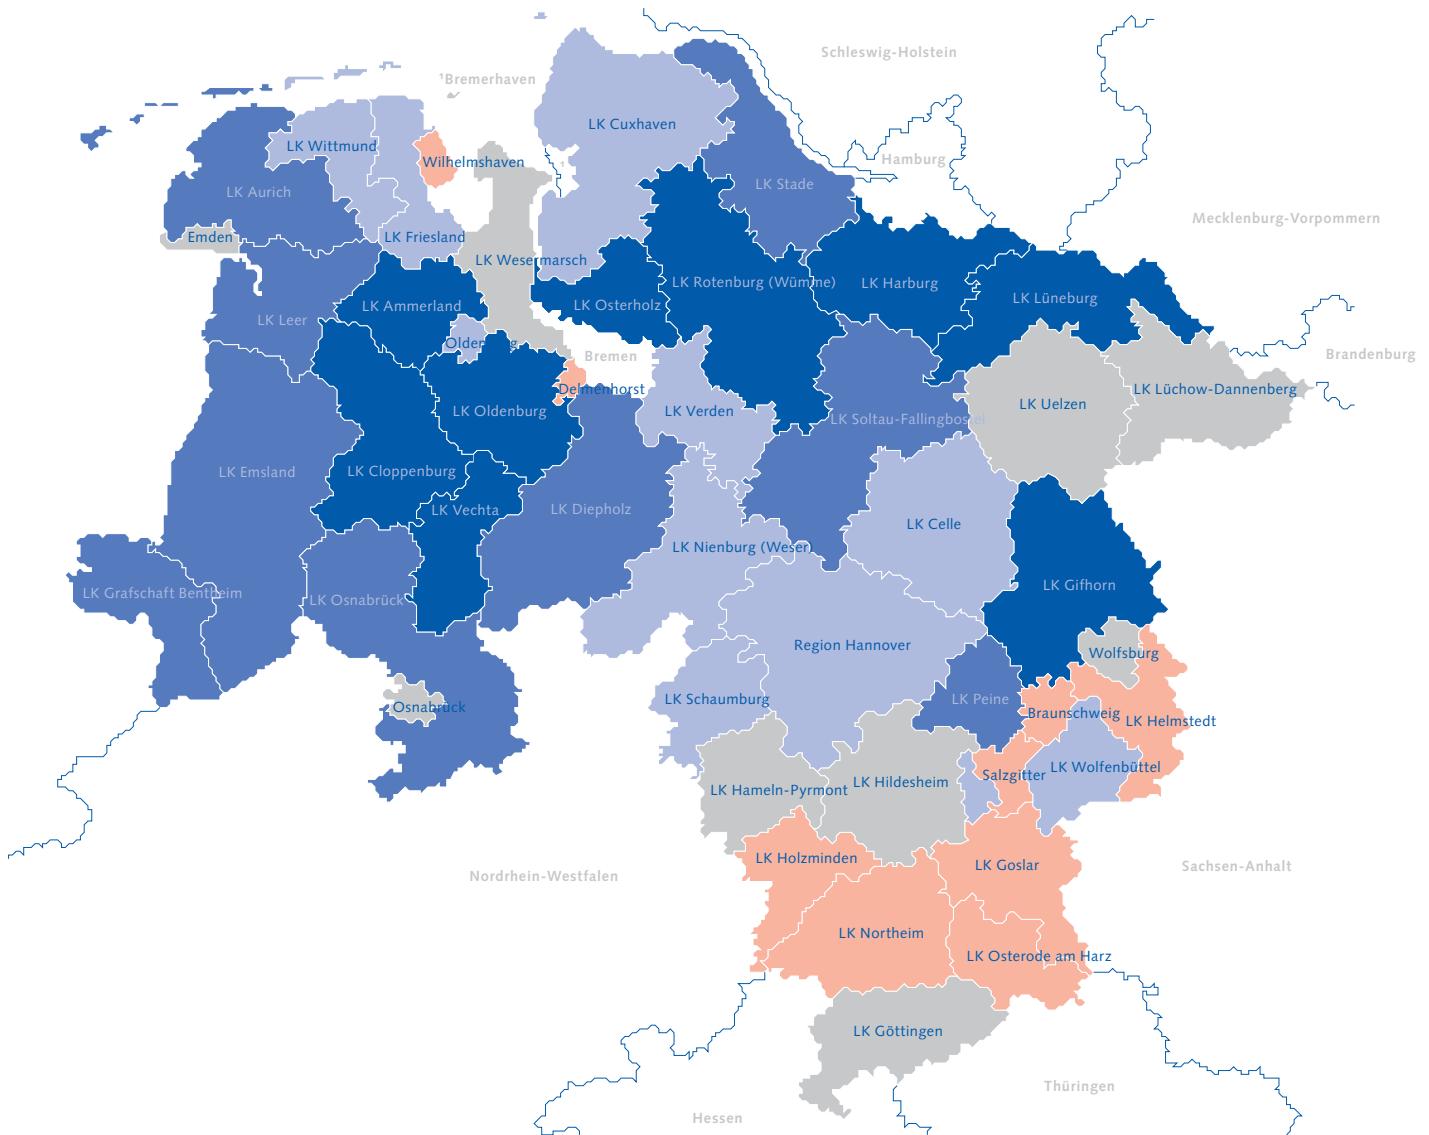 Schleswig-Holstein
¹Bremerhaven
LK Cuxhaven
LK Wittmund
Wilhelmshaven
1
Hamburg
LK Aurich
LK Stade
Mecklenburg-Vorpommern
Emden
LK Friesland
LK Wesermarsch
LK Rotenburg (Wümme)
LK Harburg
LK Lüneburg
LK Ammerland
LK Osterholz
LK Leer
Oldenburg
Bremen
Brandenburg
Delmenhorst
LK Lüchow-Dannenberg
LK Uelzen
LK Oldenburg
LK Verden
LK Soltau-Fallingbostel
LK Emsland
LK Cloppenburg
LK Vechta
LK Diepholz
LK Celle
LK Nienburg (Weser)
LK Gifhorn
LK Grafschaft Bentheim
LK Osnabrück
Region Hannover
Wolfsburg
LK Schaumburg
LK Peine
Osnabrück
Braunschweig
LK Helmstedt
LK Wolfenbüttel
Salzgitter
LK Hildesheim
LK Hameln-Pyrmont
LK Holzminden
LK Goslar
Sachsen-Anhalt
Nordrhein-Westfalen
LK Northeim
LK Osterode am Harz
LK Göttingen
Thüringen
Hessen